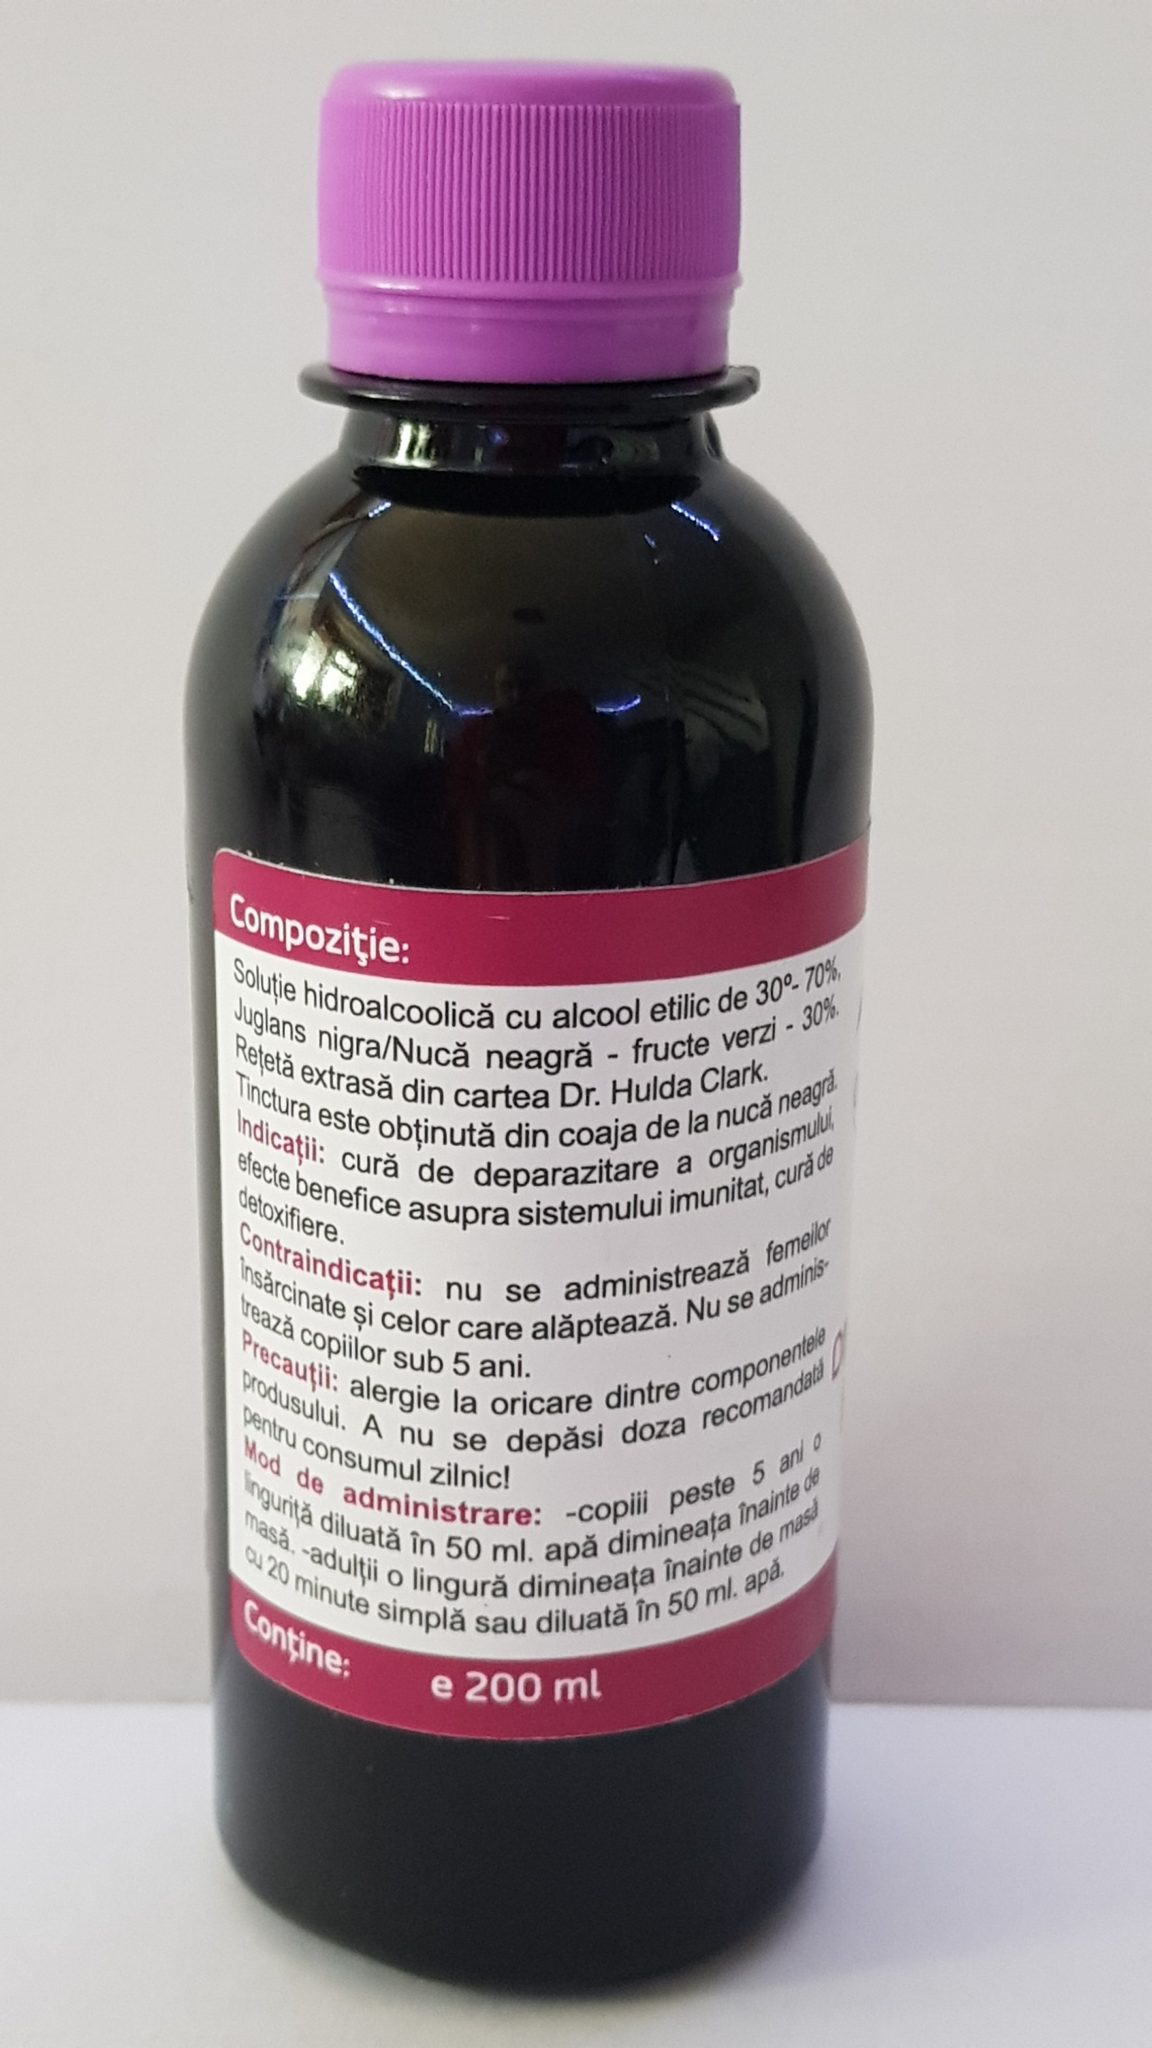 Compoziţie:
Soluție hidroalcoolică cu alcool etilic de 30º- 70%,
Juglans nigra/Nucă neagră - fructe verzi - 30%.
Rețetă extrasă din cartea Dr. Hulda Clark.
Tinctura este obținută din coaja de la nucă neagră.
Indicații: cură de deparazitare a organismului,
efecte benefice asupra sistemului imunitat, cură de
detoxifiere.
Contraindicații: nu se administrează femeilor
însărcinate și celor care alăptează. Nu se adminis-
trează copiilor sub 5 ani.
Precauții: alergie la oricare dintre componentele
produsului. A nu se depăsi doza recomandată
pentru consumul zilnic!
Mod de administrare: -copiii peste 5 ani o
linguriță diluată în 50 ml. apă dimineața înainte de
masă. -adulții o lingură dimineața înainte de masă
cu 20 minute simplă sau diluată în 50 ml. apă.
Conţine: e 200 ml